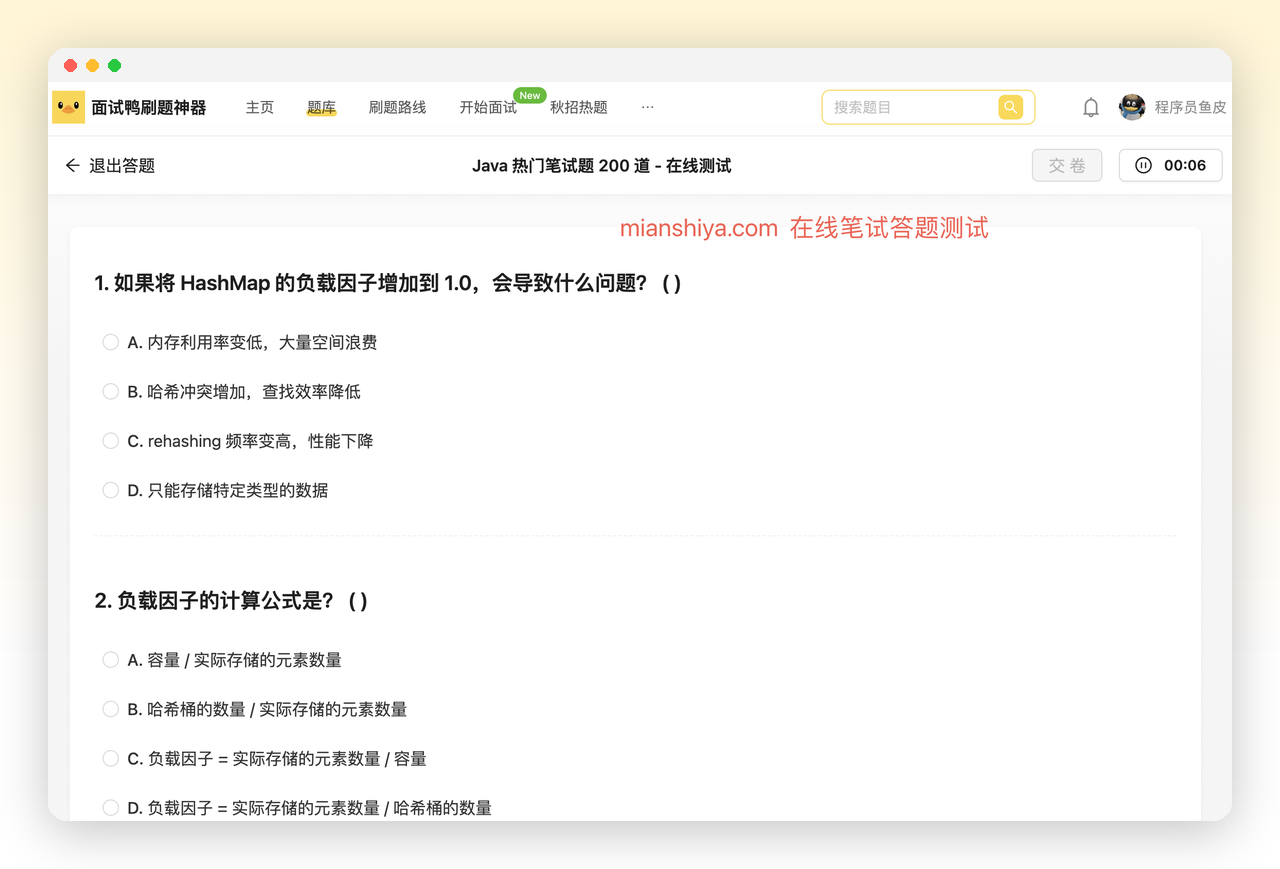 面试鸭刷题神器 主页 题库 刷题路线 开始面试 New 秋招热题 ··· 搜索题目 程序员鱼皮
退出答题 Java 热门笔试题 200 道 - 在线测试 交 卷 00:06
mianshiya.com 在线笔试答题测试
1. 如果将 HashMap 的负载因子增加到 1.0，会导致什么问题？ ( )
A. 内存利用率变低，大量空间浪费
B. 哈希冲突增加，查找效率降低
C. rehashing 频率变高，性能下降
D. 只能存储特定类型的数据
2. 负载因子的计算公式是？ ( )
A. 容量 / 实际存储的元素数量
B. 哈希桶的数量 / 实际存储的元素数量
C. 负载因子 = 实际存储的元素数量 / 容量
D. 负载因子 = 实际存储的元素数量 / 哈希桶的数量